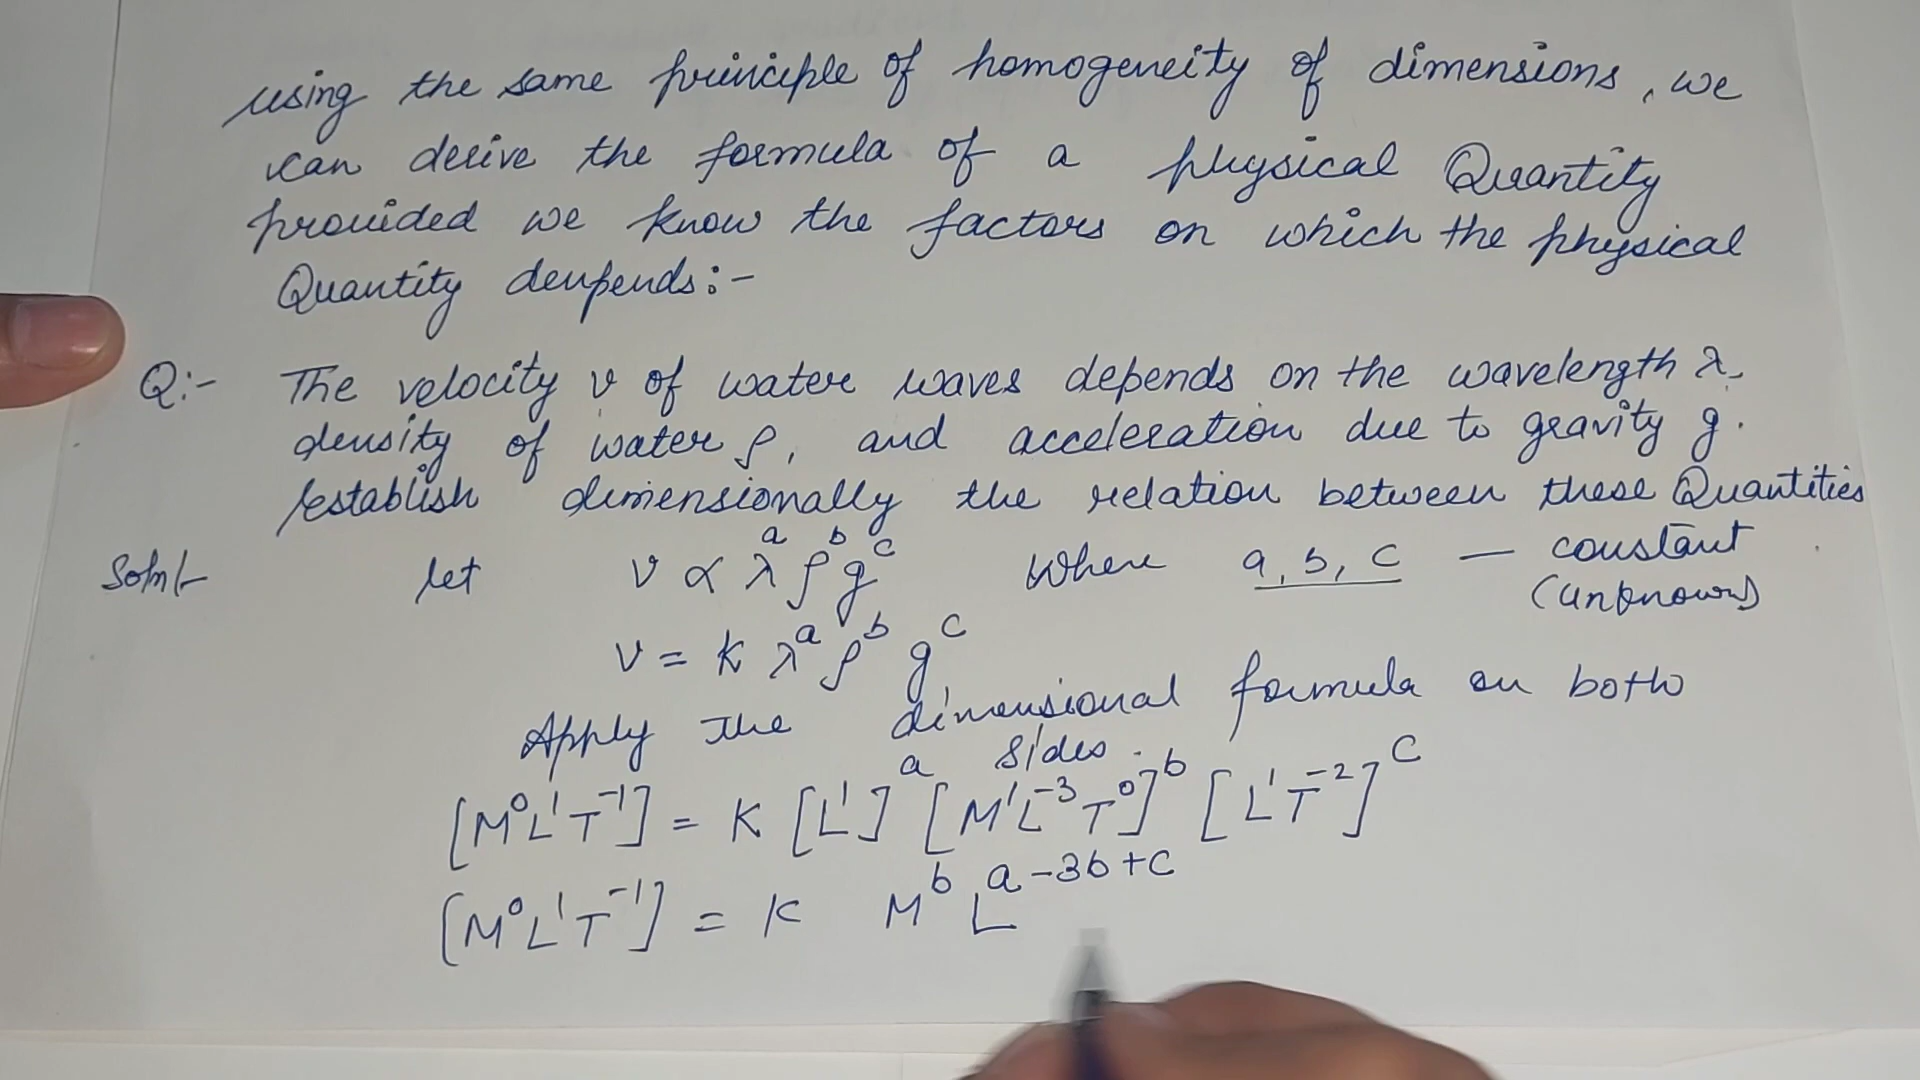 using the same principle of homogeneity of dimensions, we
can derive the formula of a physical Quantity
provided we know the factors on which the physical
Quantity denpends:-
Q:- The velocity v of water waves depends on the wavelength λ,
density of water ρ, and acceleration due to gravity g.
establish dimensionally the relation between these Quantities
Soln:- let v ∝ λ^a ρ^b g^c where a, b, c — constant
(unknown)
v = K λ^a ρ^b g^c
Apply the dimensional formula on both
sides.
[M⁰L¹T⁻¹] = K [L¹]^a [M¹L⁻³T⁰]^b [L¹T⁻²]^c
[M⁰L¹T⁻¹] = K M^b L^(a-3b+c)